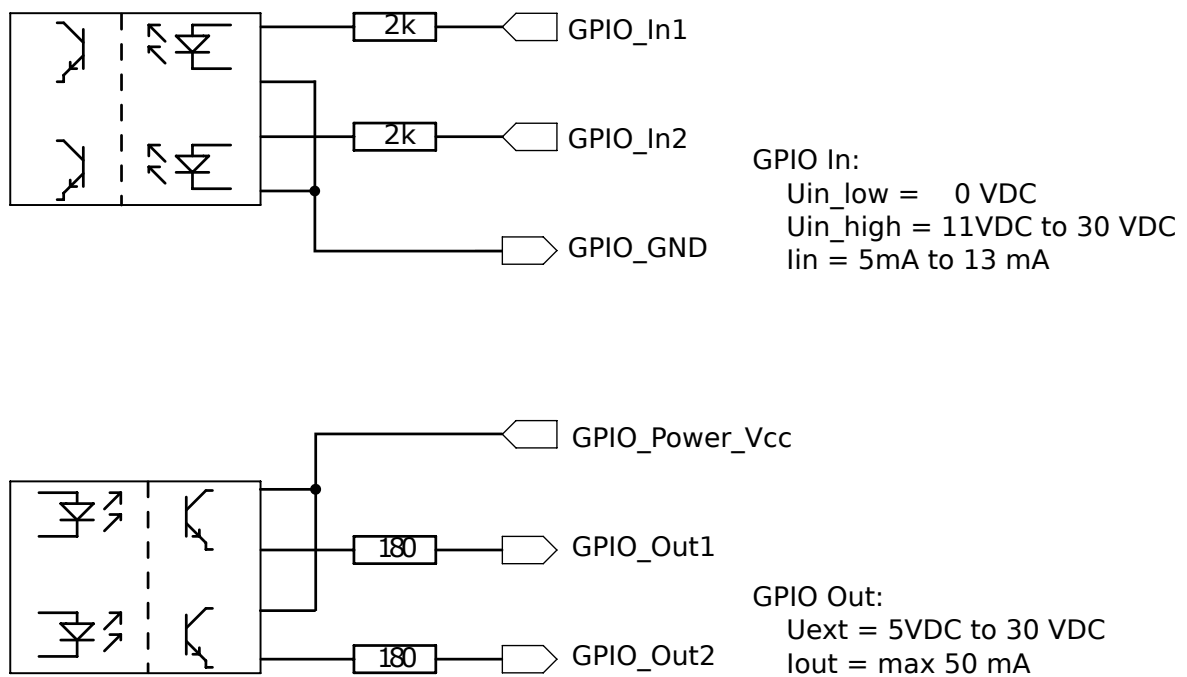 2k
GPIO_In1
2k
GPIO_In2
GPIO_GND
GPIO In:
Uin_low = 0 VDC
Uin_high = 11VDC to 30 VDC
Iin = 5mA to 13 mA
GPIO_Power_Vcc
180
GPIO_Out1
180
GPIO_Out2
GPIO Out:
Uext = 5VDC to 30 VDC
Iout = max 50 mA